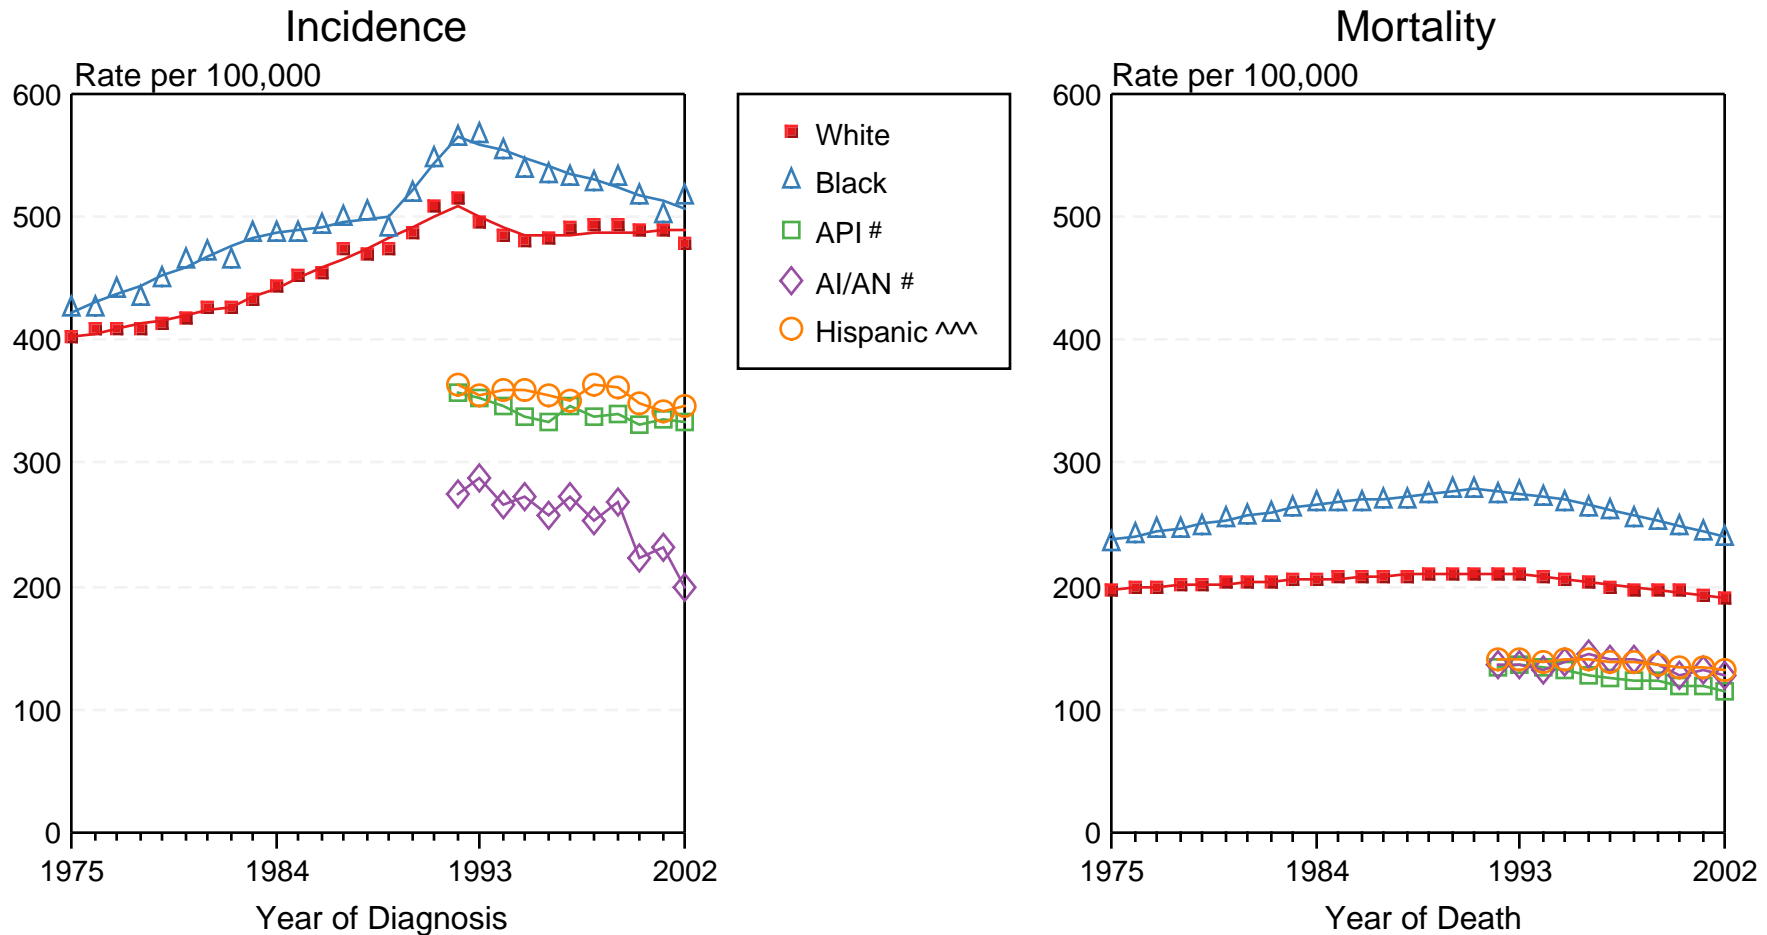 Incidence
Rate per 100,000
600
500
400
300
200
100
0
1975 1984 1993 2002
Year of Diagnosis
White
Black
API #
AI/AN #
Hispanic ^^^
Mortality
Rate per 100,000
600
500
400
300
200
100
0
1975 1984 1993 2002
Year of Death